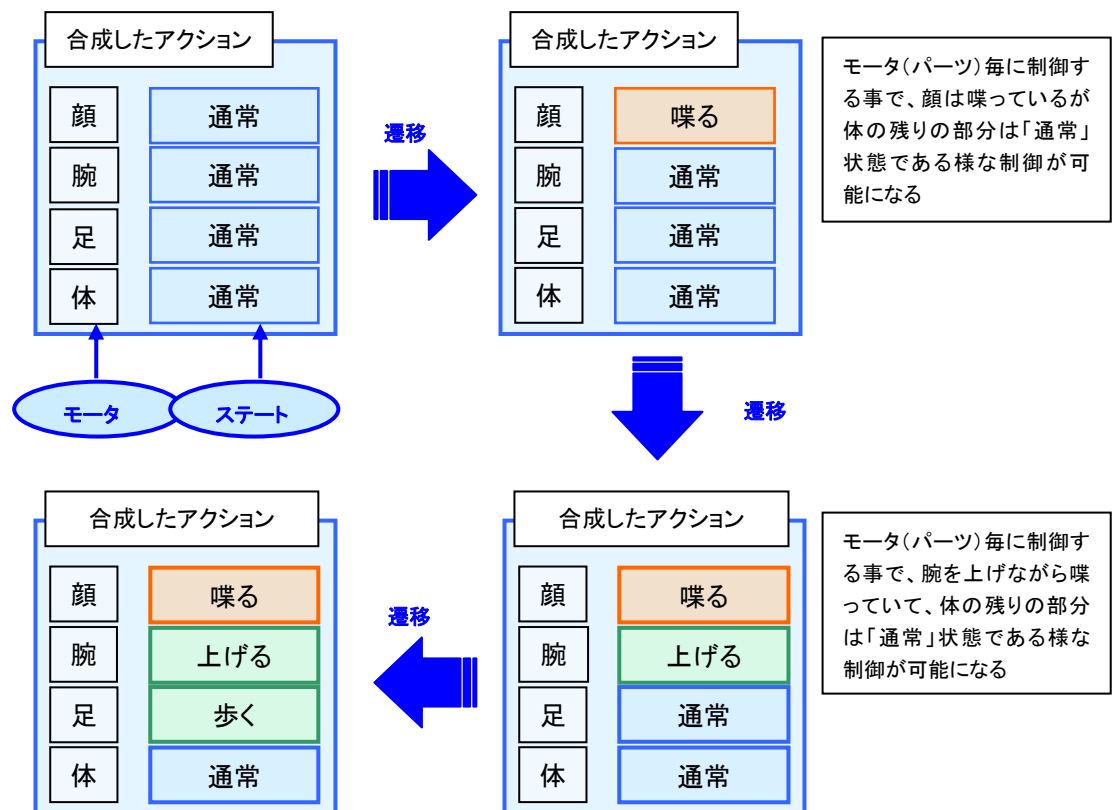 合成したアクション
顔 通常
腕 通常
足 通常
体 通常
モータ ステート
遷移
合成したアクション
顔 喋る
腕 通常
足 通常
体 通常
モータ(パーツ)毎に制御す
る事で、顔は喋っているが
体の残りの部分は「通常」
状態である様な制御が可
能になる
遷移
合成したアクション
顔 喋る
腕 上げる
足 通常
体 通常
モータ(パーツ)毎に制御す
る事で、腕を上げながら喋
っていて、体の残りの部分
は「通常」状態である様な
制御が可能になる
遷移
合成したアクション
顔 喋る
腕 上げる
足 歩く
体 通常